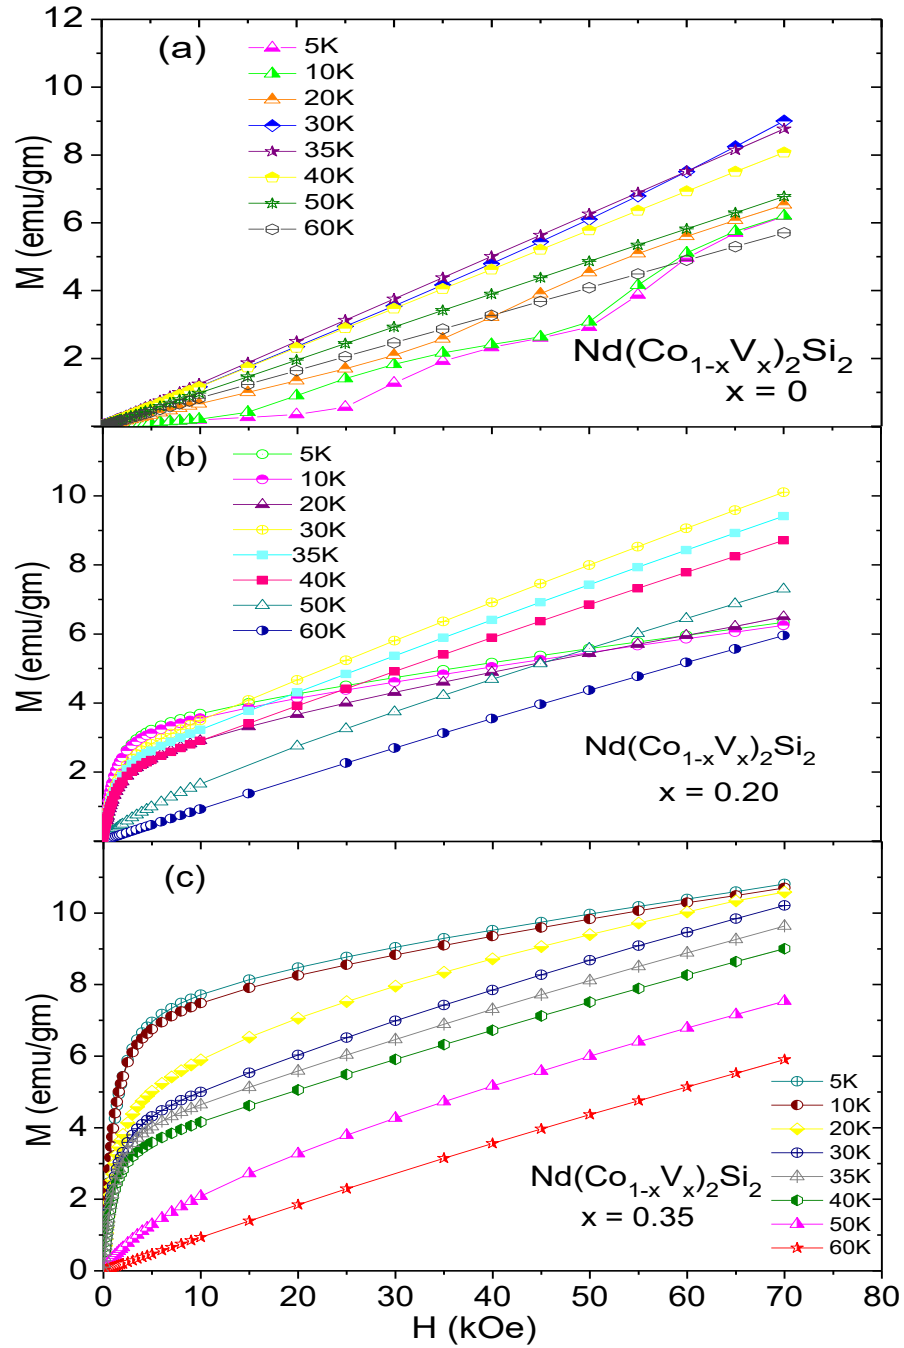 (a)
5K
10K
20K
30K
35K
40K
50K
60K
12
10
8
6
4
2
M (emu/gm)
Nd(Co₁₋ₓVₓ)₂Si₂
x = 0
(b)
5K
10K
20K
30K
35K
40K
50K
60K
10
8
6
4
2
M (emu/gm)
Nd(Co₁₋ₓVₓ)₂Si₂
x = 0.20
(c)
10
8
6
4
2
0
M (emu/gm)
5K
10K
20K
30K
35K
40K
50K
60K
Nd(Co₁₋ₓVₓ)₂Si₂
x = 0.35
0 10 20 30 40 50 60 70 80
H (kOe)